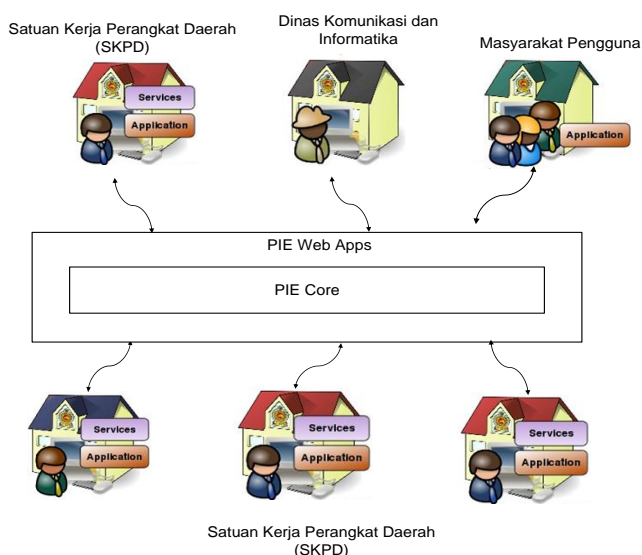 Satuan Kerja Perangkat Daerah
(SKPD)
Dinas Komunikasi dan
Informatika
Masyarakat Pengguna
Services
Application
Application
PIE Web Apps
PIE Core
Services
Application
Services
Application
Services
Application
Satuan Kerja Perangkat Daerah
(SKPD)